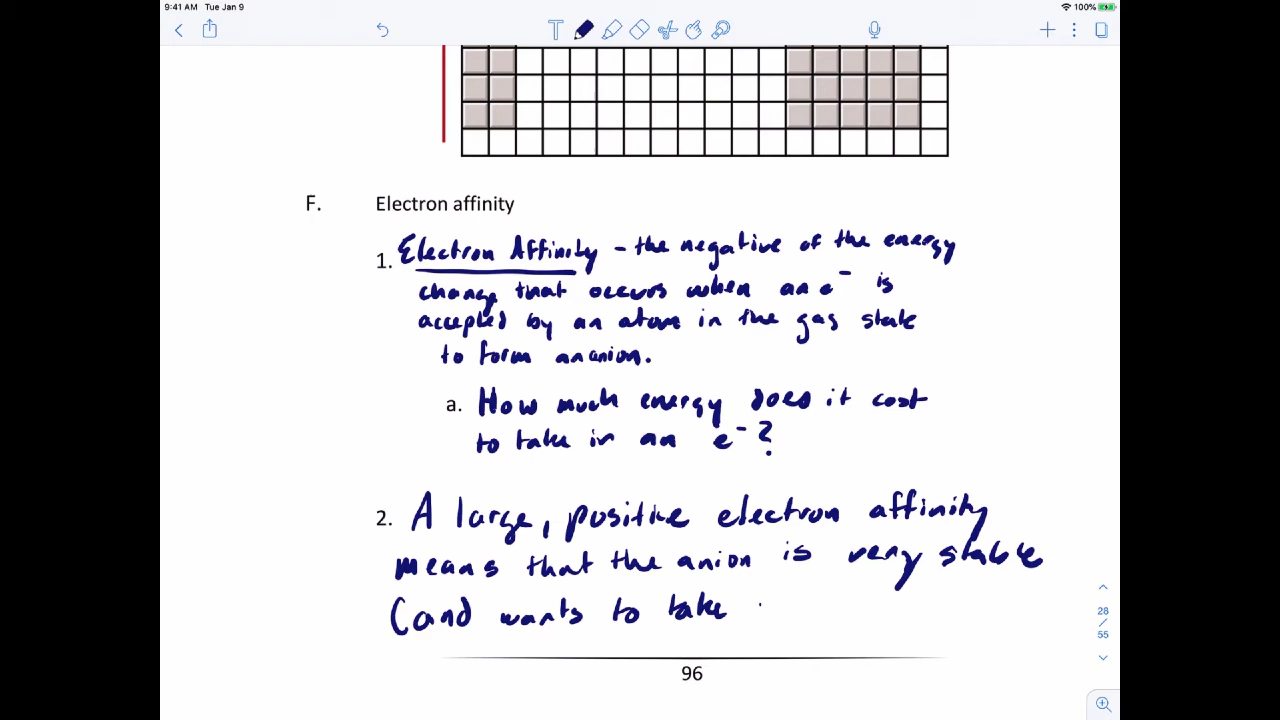 9:41 AM Tue Jan 9
100%
T
F. Electron affinity
1. Electron Affinity – the negative of the energy
change that occurs when an e⁻ is
accepted by an atom in the gas state
to form an anion.
a. How much energy does it cost
to take in an e⁻?
2. A large, positive electron affinity
means that the anion is very stable
(and wants to take
28
/
55
96